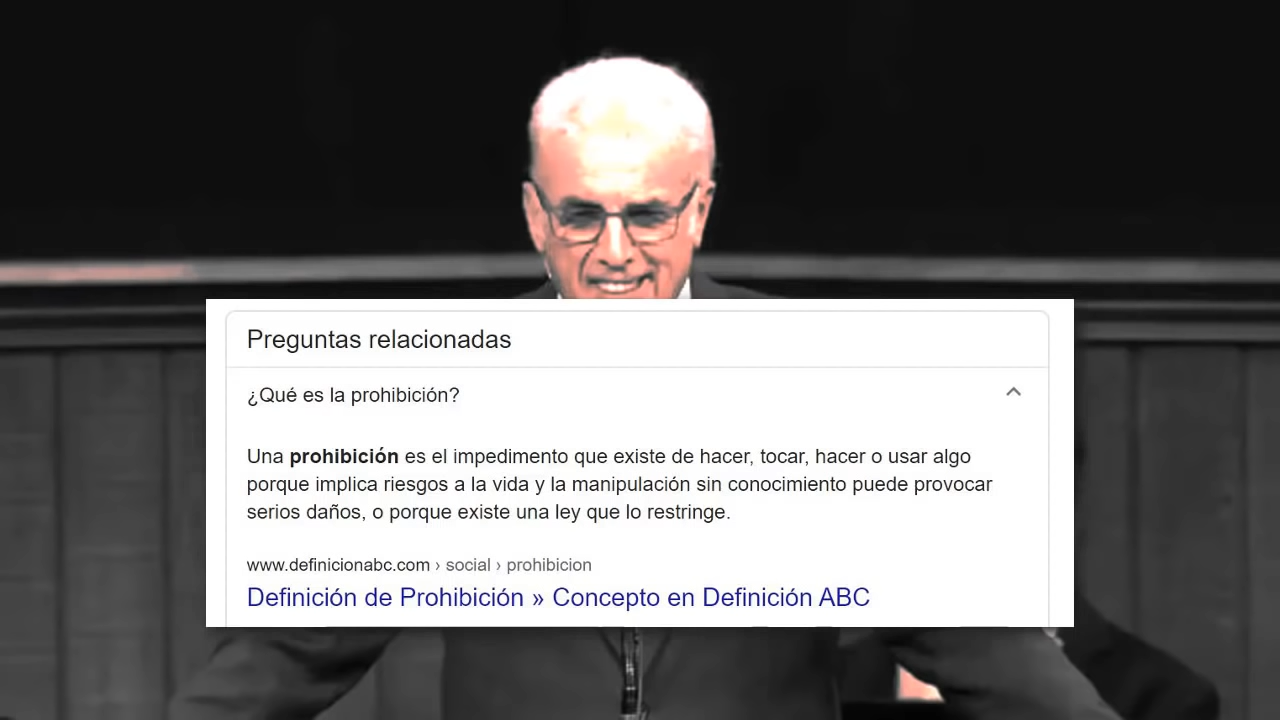 Preguntas relacionadas
¿Qué es la prohibición?
Una prohibición es el impedimento que existe de hacer, tocar, hacer o usar algo
porque implica riesgos a la vida y la manipulación sin conocimiento puede provocar
serios daños, o porque existe una ley que lo restringe.
www.definicionabc.com › social › prohibicion
Definición de Prohibición » Concepto en Definición ABC